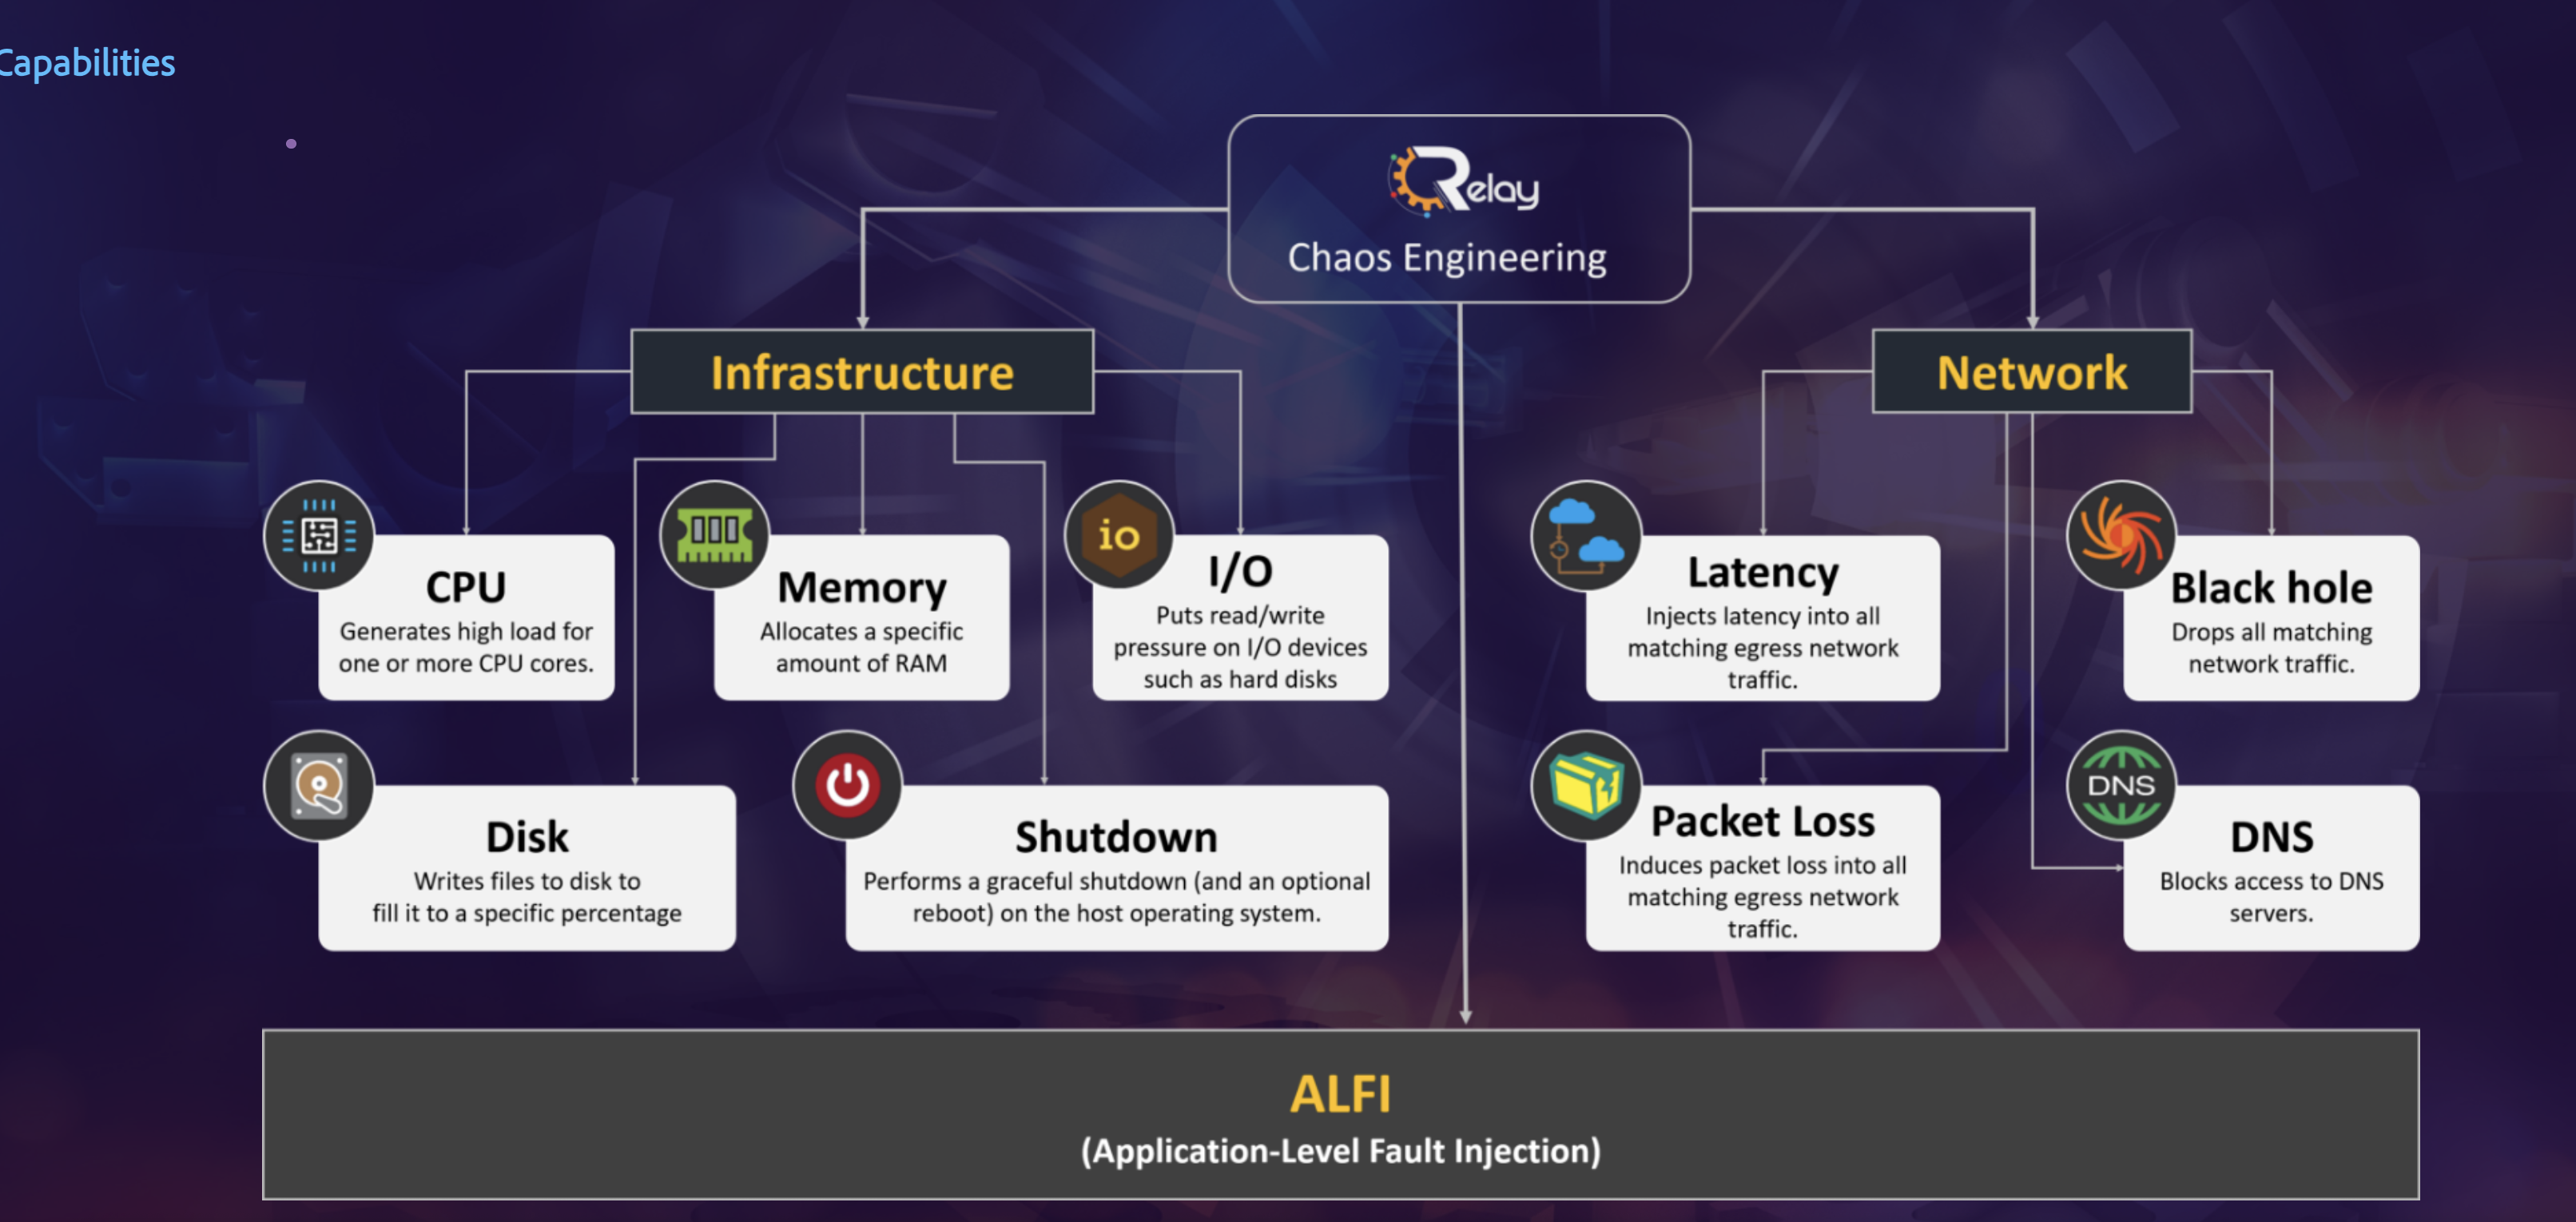 Capabilities
Relay
Chaos Engineering
Infrastructure
Network
CPU
Generates high load for
one or more CPU cores.
Memory
Allocates a specific
amount of RAM
io
I/O
Puts read/write
pressure on I/O devices
such as hard disks
Latency
Injects latency into all
matching egress network
traffic.
Black hole
Drops all matching
network traffic.
Disk
Writes files to disk to
fill it to a specific percentage
Shutdown
Performs a graceful shutdown (and an optional
reboot) on the host operating system.
Packet Loss
Induces packet loss into all
matching egress network
traffic.
DNS
DNS
Blocks access to DNS
servers.
ALFI
(Application-Level Fault Injection)